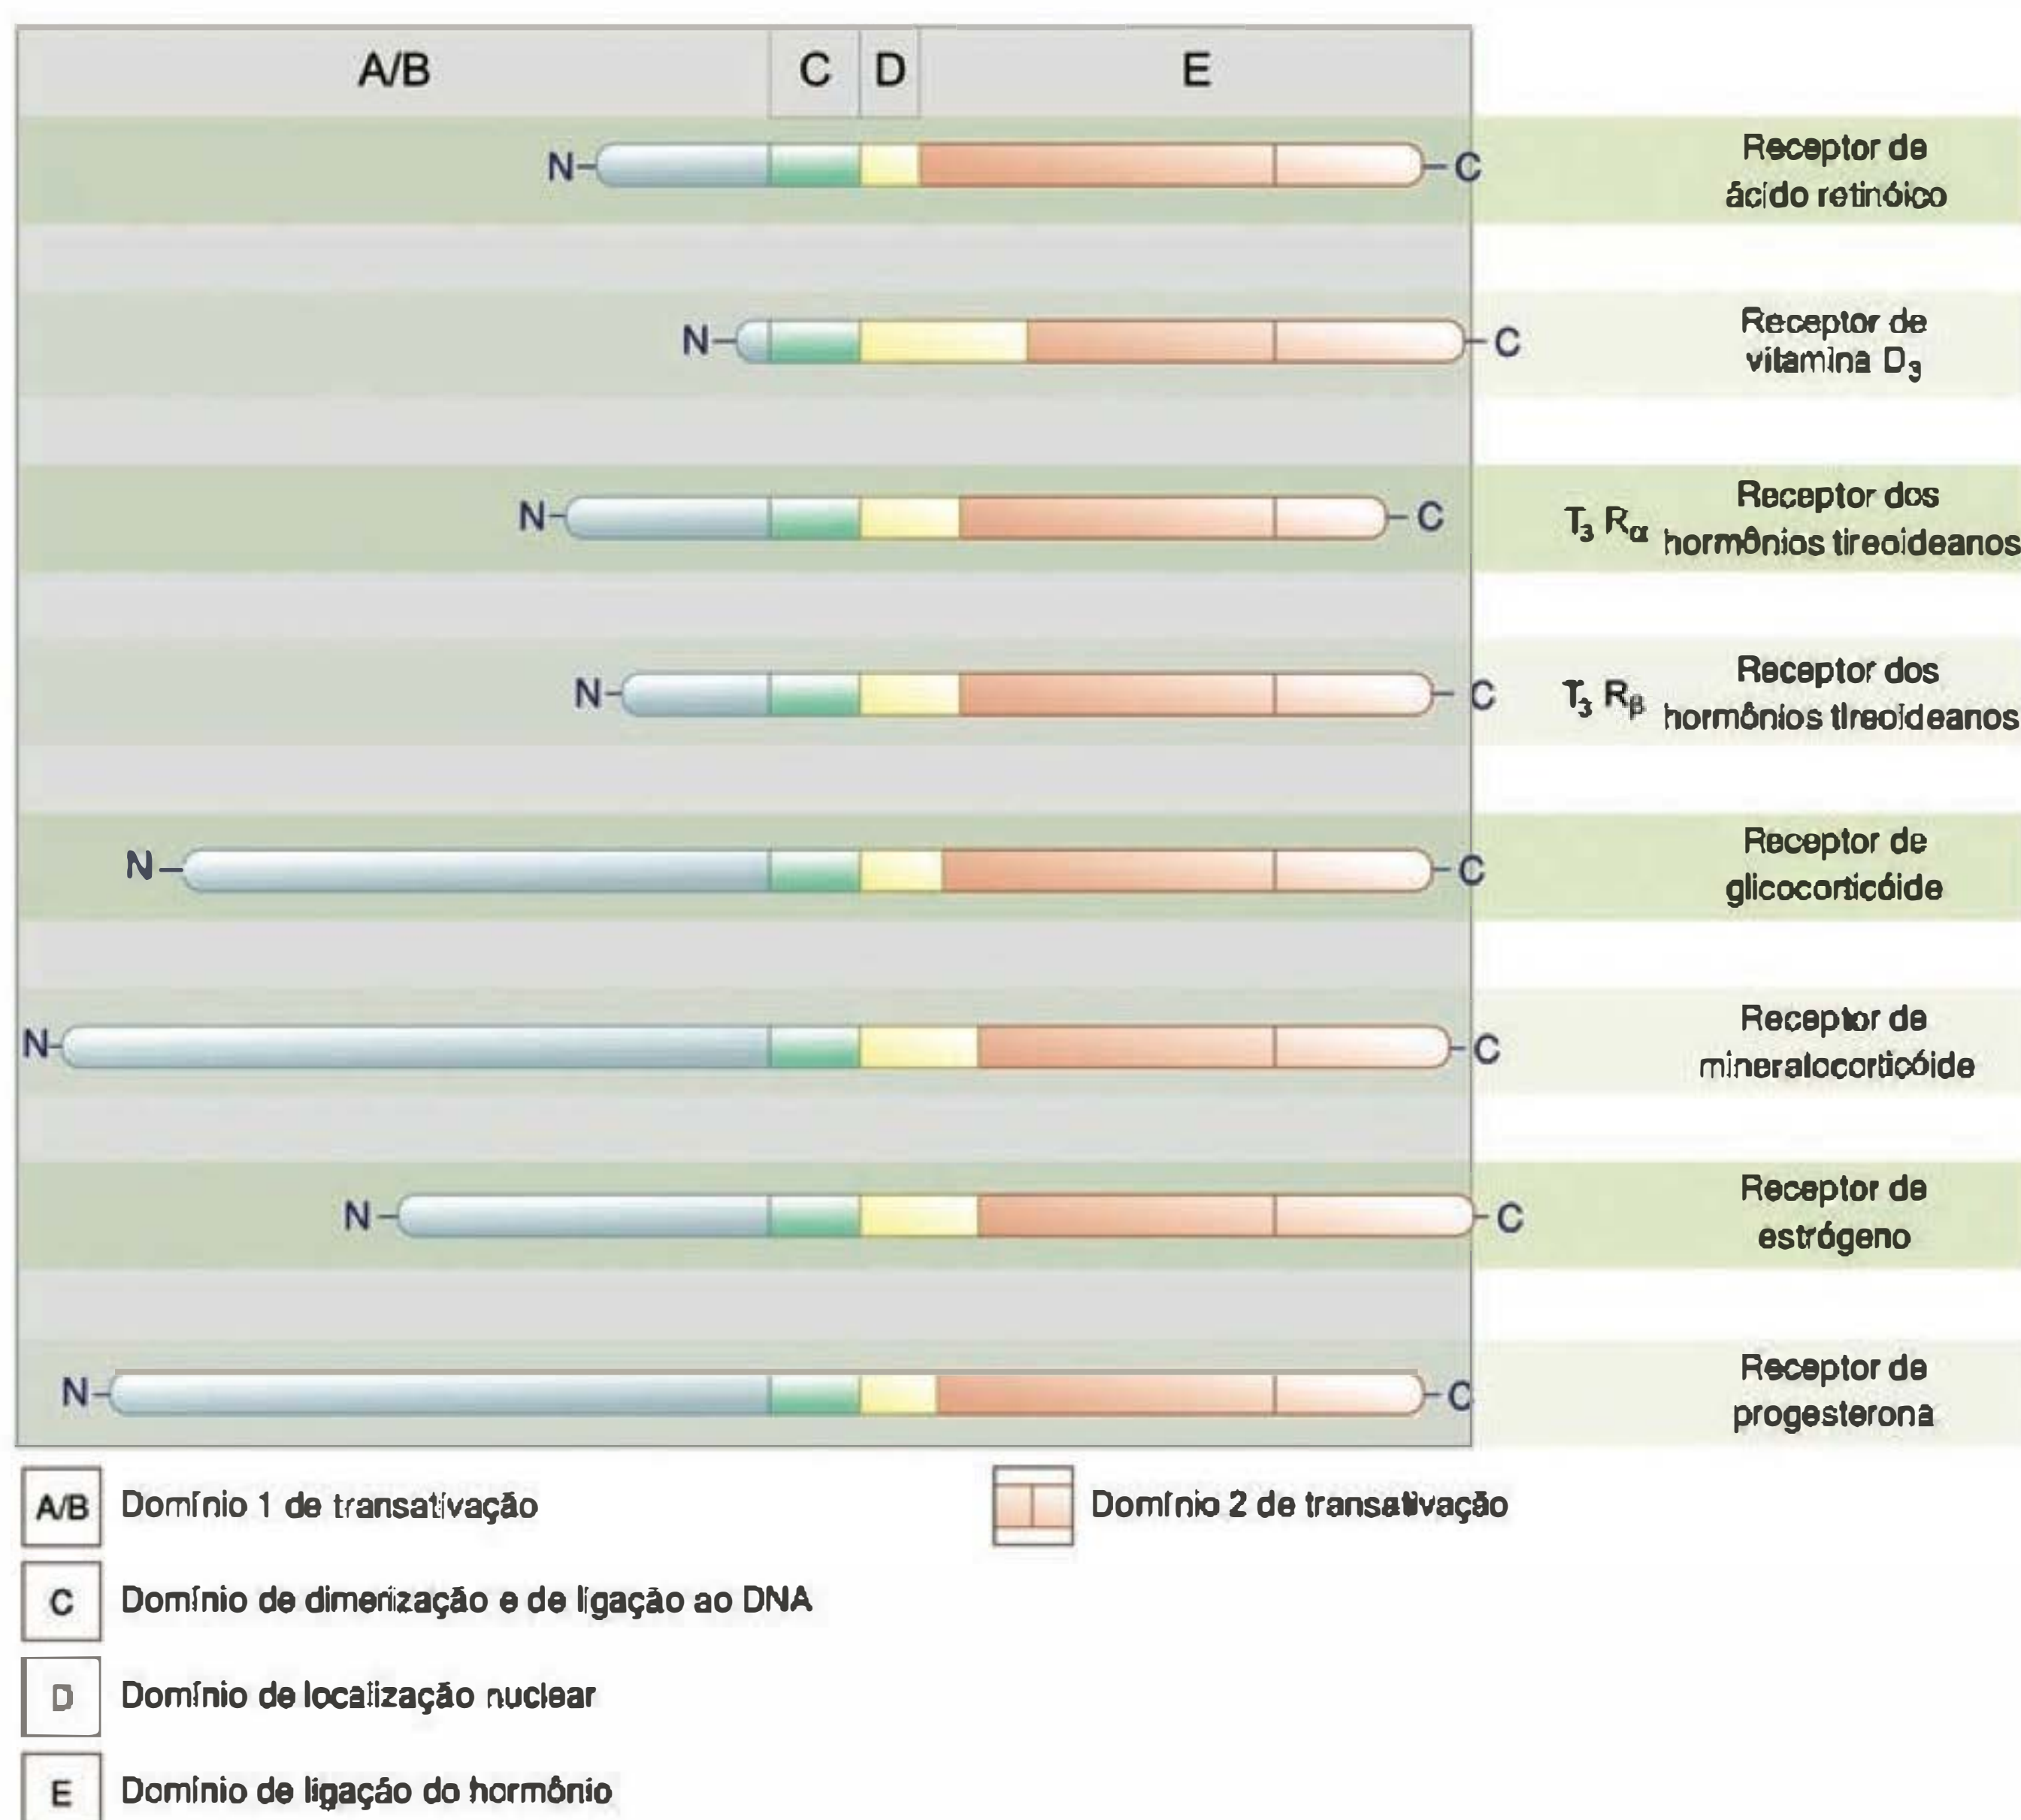 A/B C D E
N C Receptor de
ácido retinóico
N C Receptor de
vitamina D3
N C T3 Rα Receptor dos
hormônios tireoideanos
N C T3 Rβ Receptor dos
hormônios tireoideanos
N C Receptor de
glicocorticóide
N C Receptor de
mineralocorticóide
N C Receptor de
estrógeno
N C Receptor de
progesterona
A/B Domínio 1 de transativação
Domínio 2 de transativação
C Domínio de dimerização e de ligação ao DNA
D Domínio de localização nuclear
E Domínio de ligação do hormônio